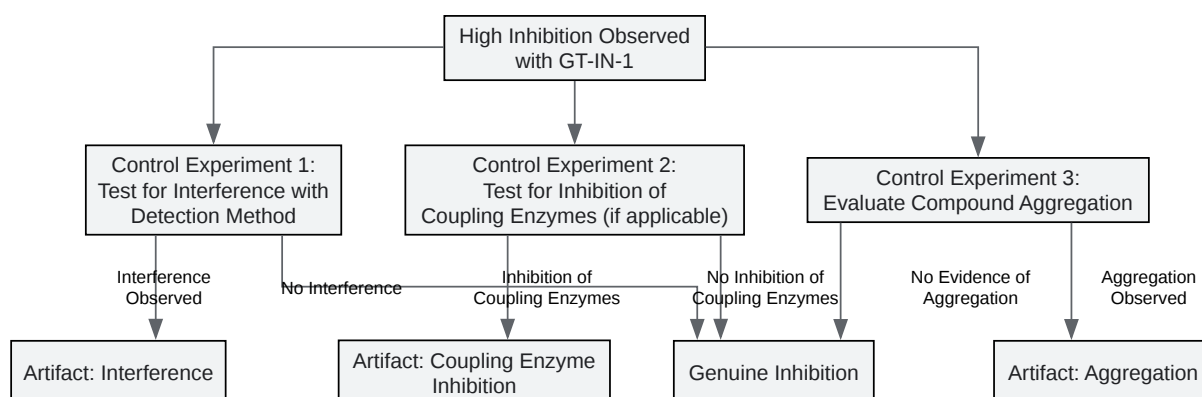 High Inhibition Observed
with GT-IN-1
Control Experiment 1:
Test for Interference with
Detection Method
Control Experiment 2:
Test for Inhibition of
Coupling Enzymes (if applicable)
Control Experiment 3:
Evaluate Compound Aggregation
Interference
Observed
No Interference
Inhibition of
Coupling Enzymes
No Inhibition of
Coupling Enzymes
No Evidence of
Aggregation
Aggregation
Observed
Artifact: Interference
Artifact: Coupling Enzyme
Inhibition
Genuine Inhibition
Artifact: Aggregation